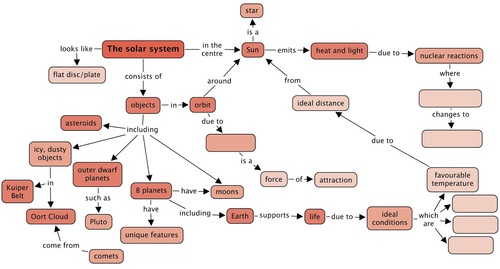 star
is a
looks like
The solar system
in the
centre
Sun
emits
heat and light
due to
nuclear reactions
flat disc/plate
consists of
around
from
where
objects
in
orbit
ideal distance
changes to
asteroids
including
due to
icy, dusty
objects
is a
due to
outer dwarf
planets
force
of
attraction
favourable
temperature
in
Kuiper
Belt
8 planets
have
moons
such as
Oort Cloud
Pluto
have
including
Earth
supports
life
due to
ideal
conditions
which
are
unique features
come from
comets